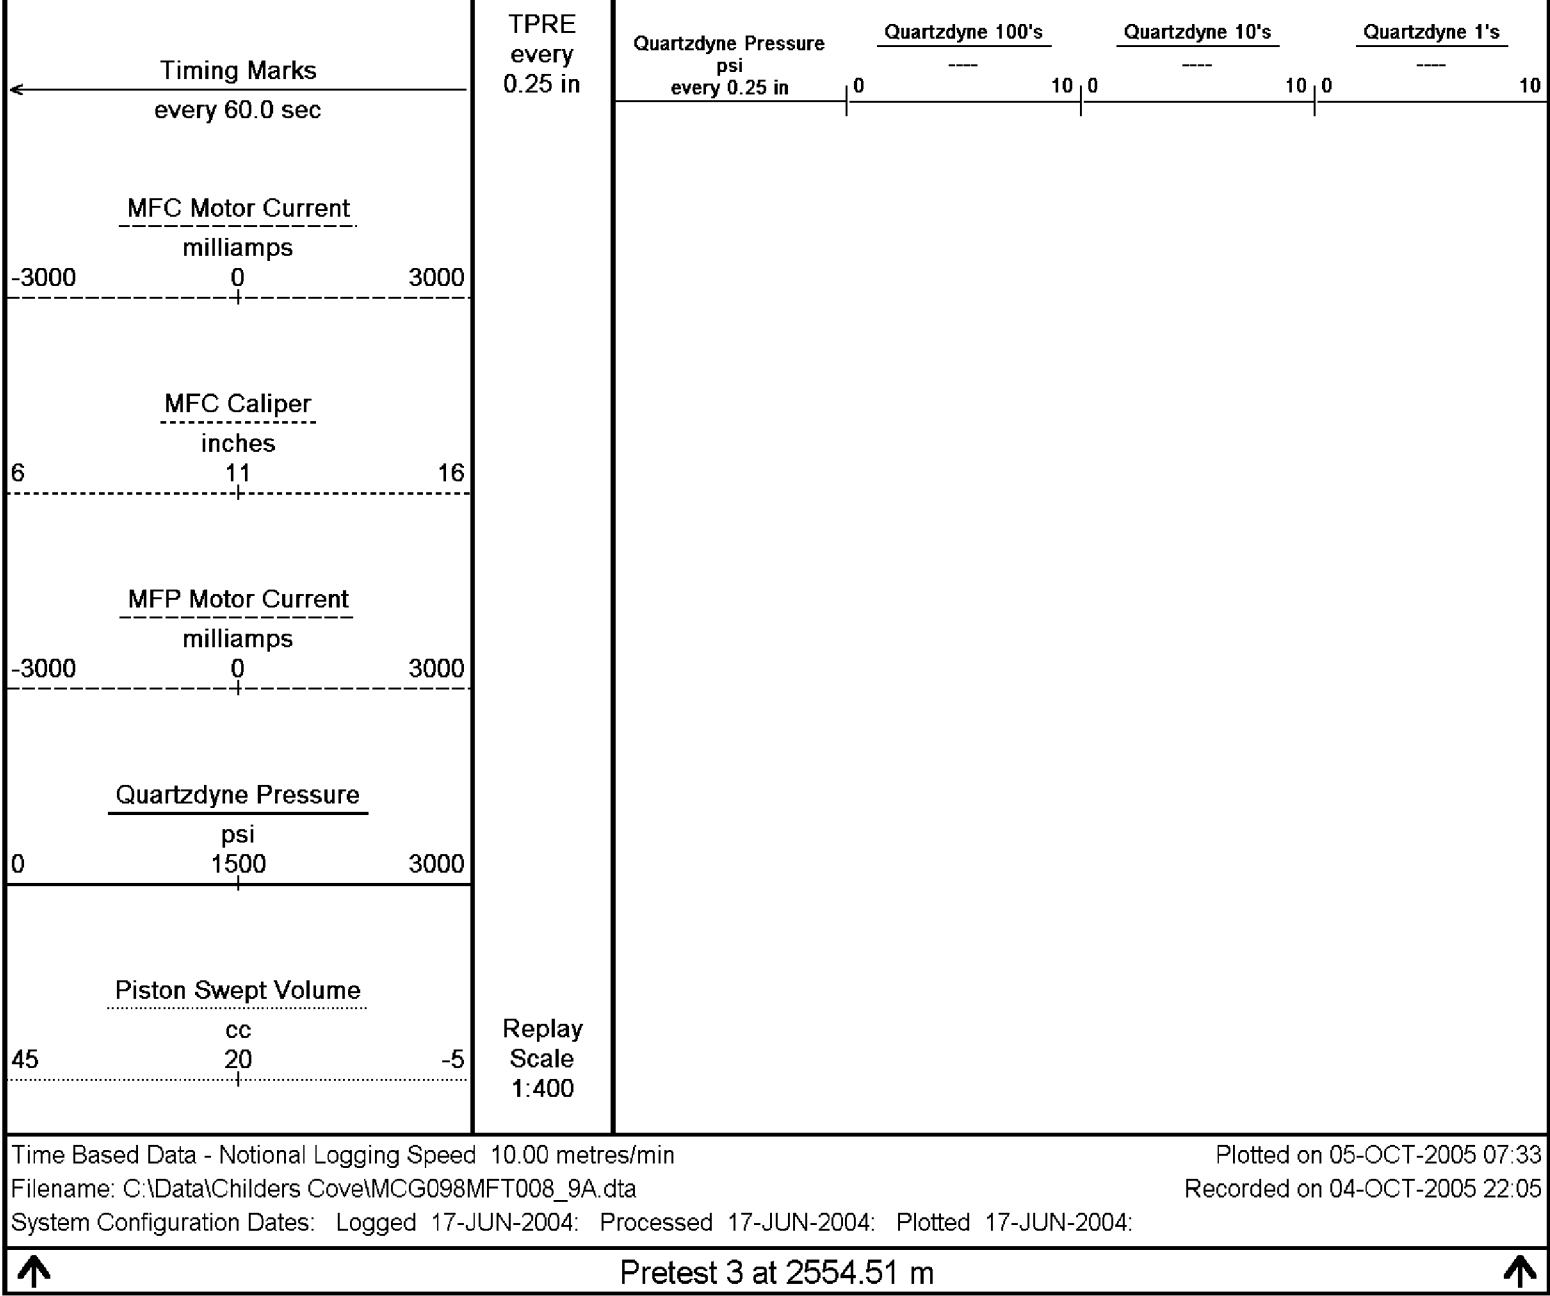 Timing Marks
every 60.0 sec
MFC Motor Current
milliamps
-3000 0 3000
MFC Caliper
inches
6 11 16
MFP Motor Current
milliamps
-3000 0 3000
Quartzdyne Pressure
psi
0 1500 3000
Piston Swept Volume
cc
45 20 -5
TPRE
every
0.25 in
Replay
Scale
1:400
Quartzdyne Pressure
psi
every 0.25 in
Quartzdyne 100's
----
0 10
Quartzdyne 10's
----
0 10
Quartzdyne 1's
----
0 10
Time Based Data - Notional Logging Speed 10.00 metres/min
Plotted on 05-OCT-2005 07:33
Filename: C:\Data\Childers Cove\MCG098MFT008_9A.dta
Recorded on 04-OCT-2005 22:05
System Configuration Dates: Logged 17-JUN-2004: Processed 17-JUN-2004: Plotted 17-JUN-2004:
Pretest 3 at 2554.51 m